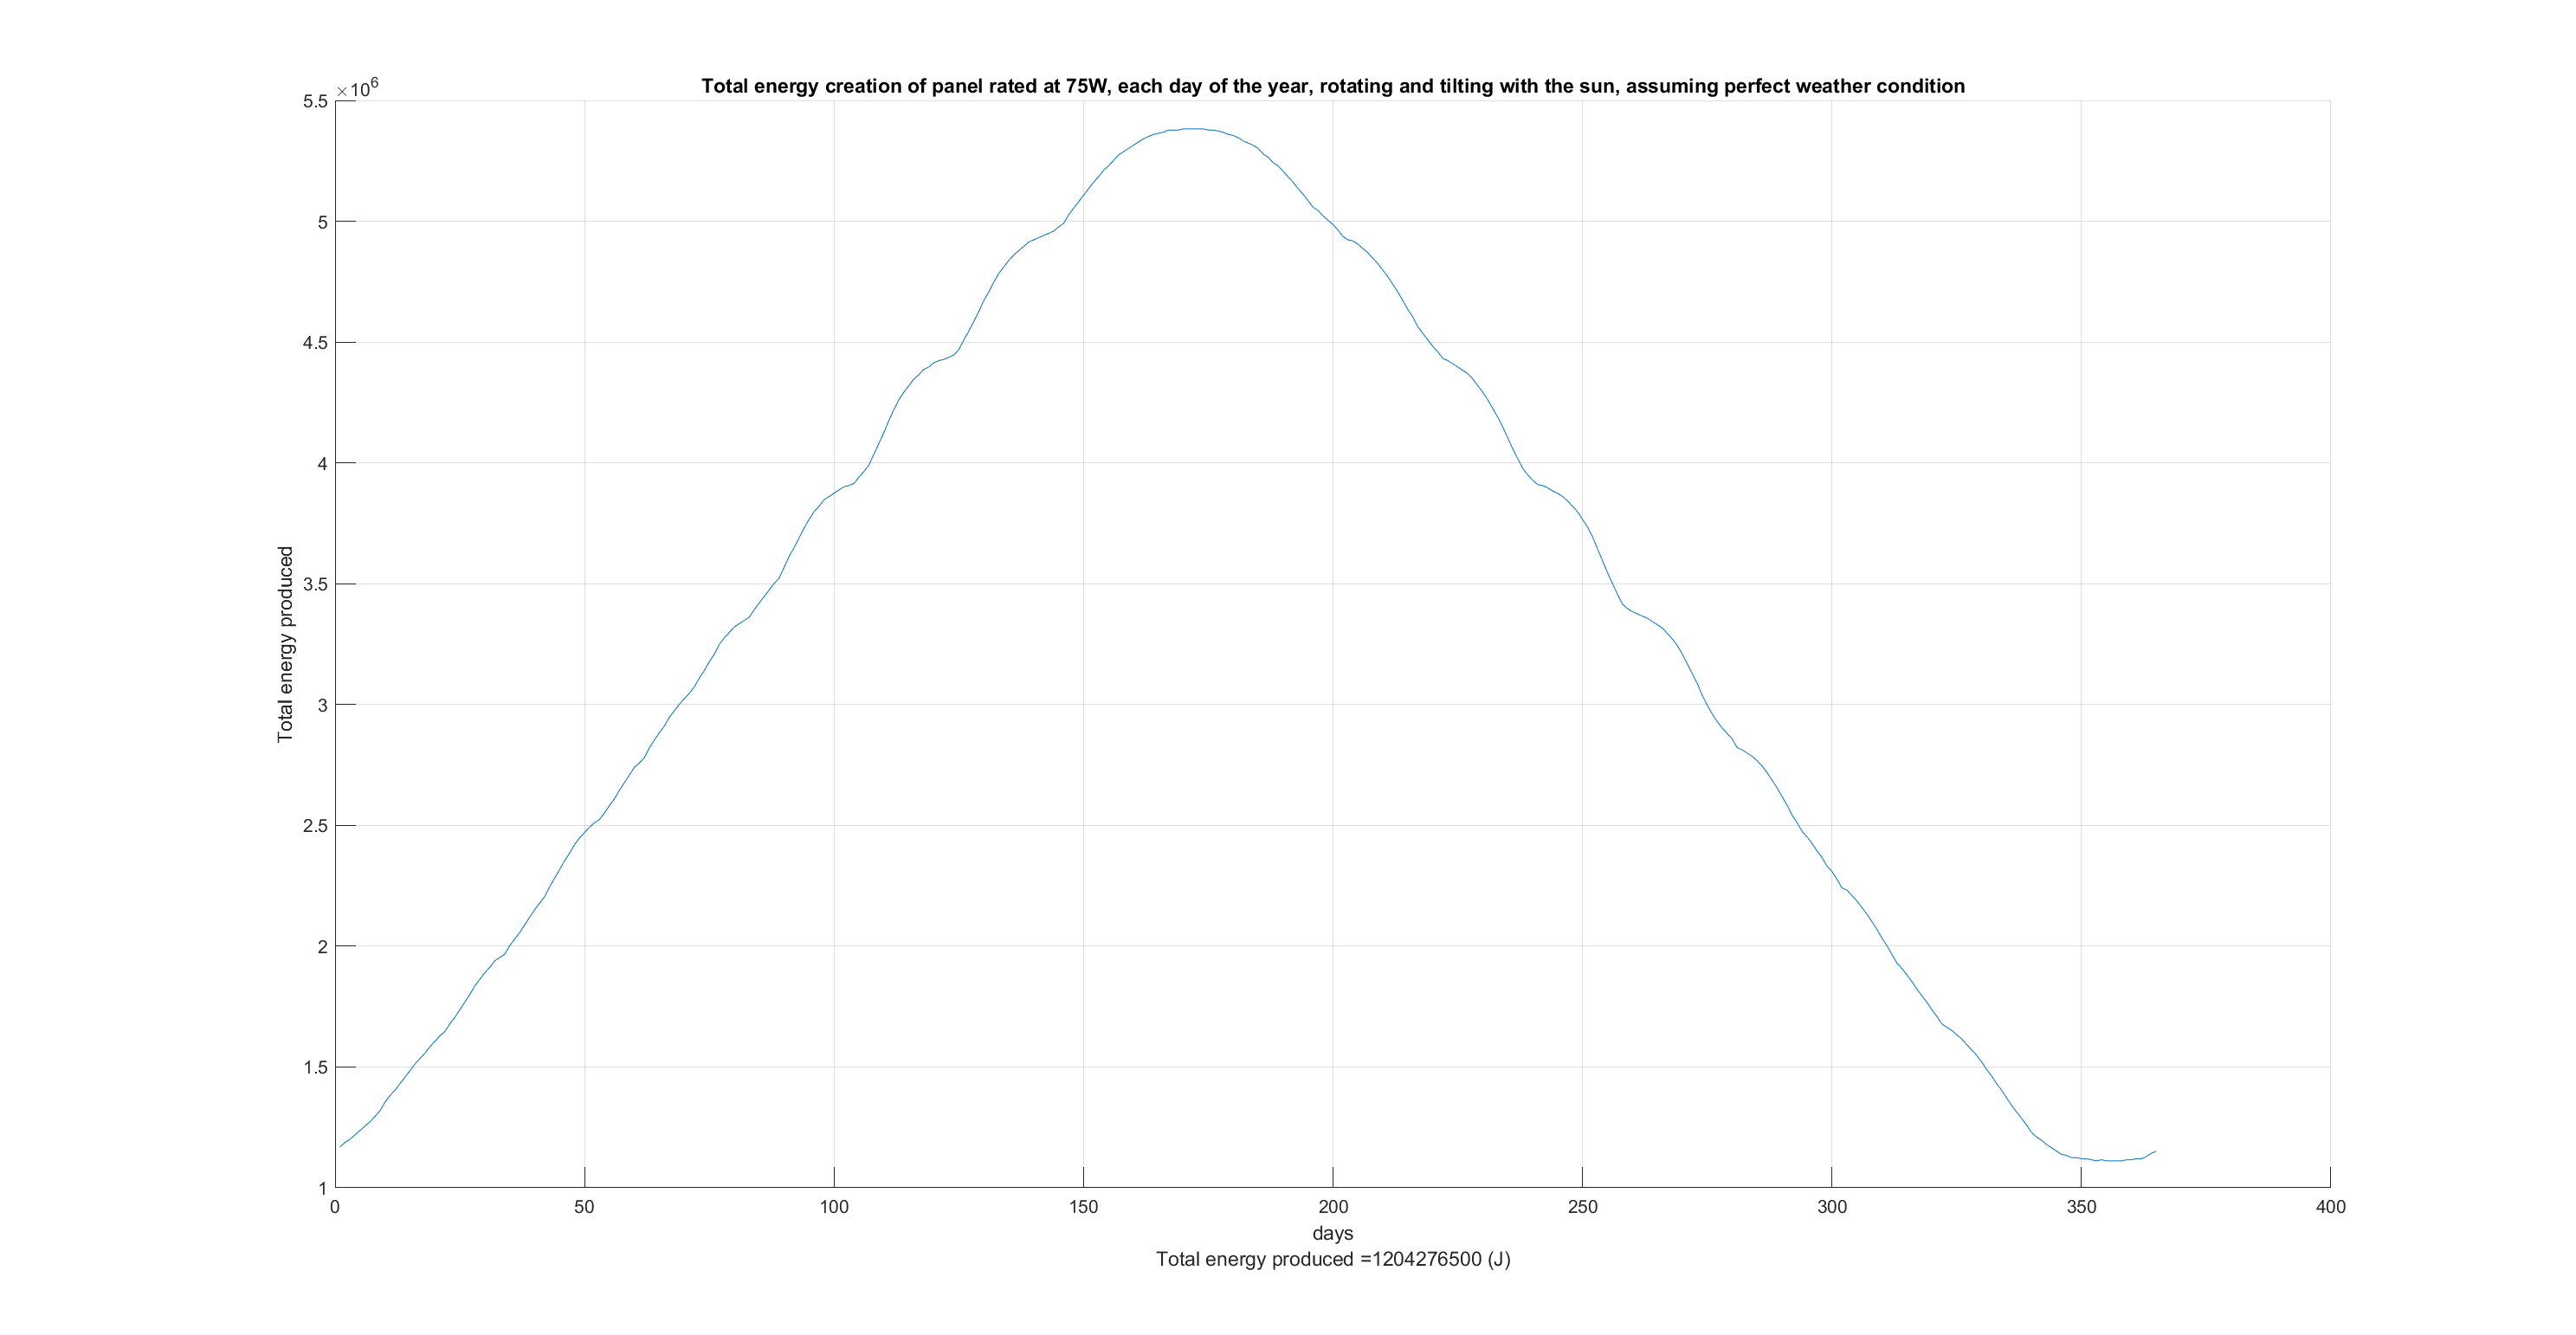 Total energy creation of panel rated at 75W, each day of the year, rotating and tilting with the sun, assuming perfect weather condition
×10⁶
5.5
5
4.5
4
3.5
3
2.5
2
1.5
1
Total energy produced
0 50 100 150 200 250 300 350 400
days
Total energy produced =1204276500 (J)